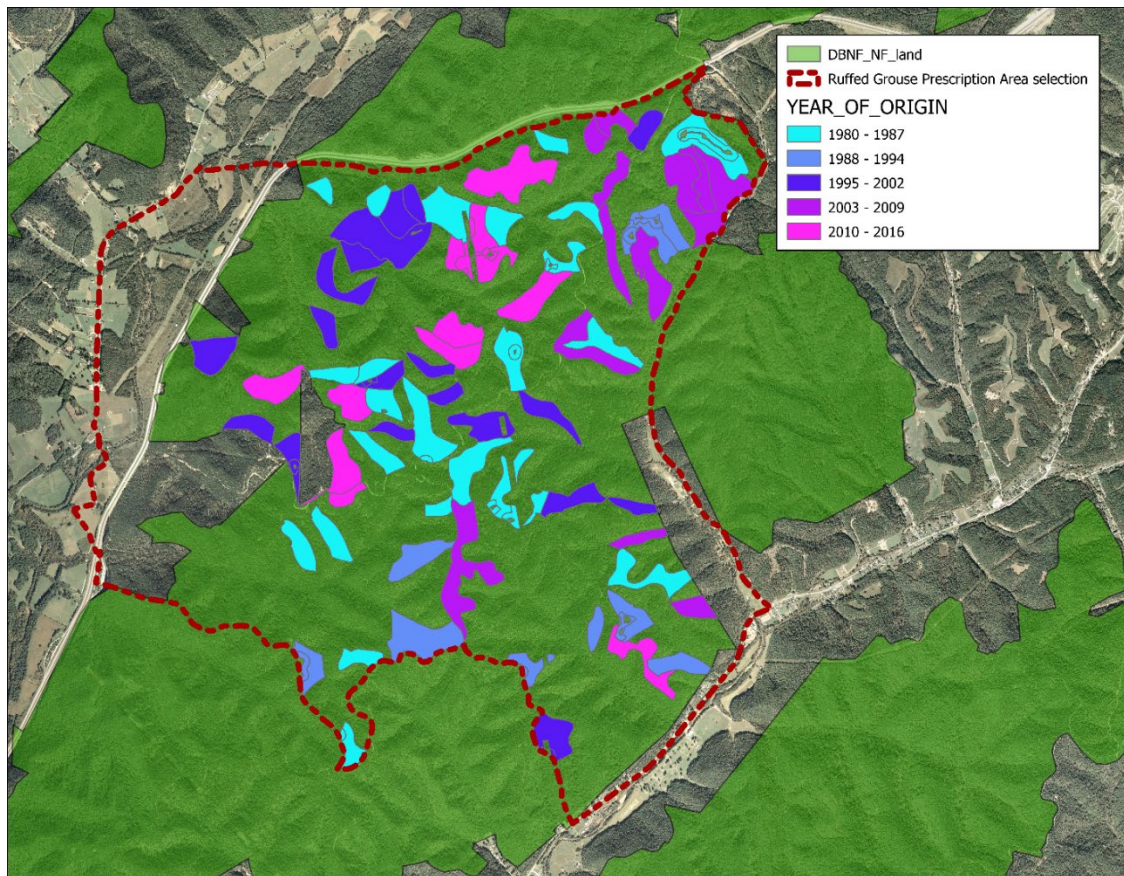 DBNF_NF_land
Ruffed Grouse Prescription Area selection
YEAR_OF_ORIGIN
1980 - 1987
1988 - 1994
1995 - 2002
2003 - 2009
2010 - 2016